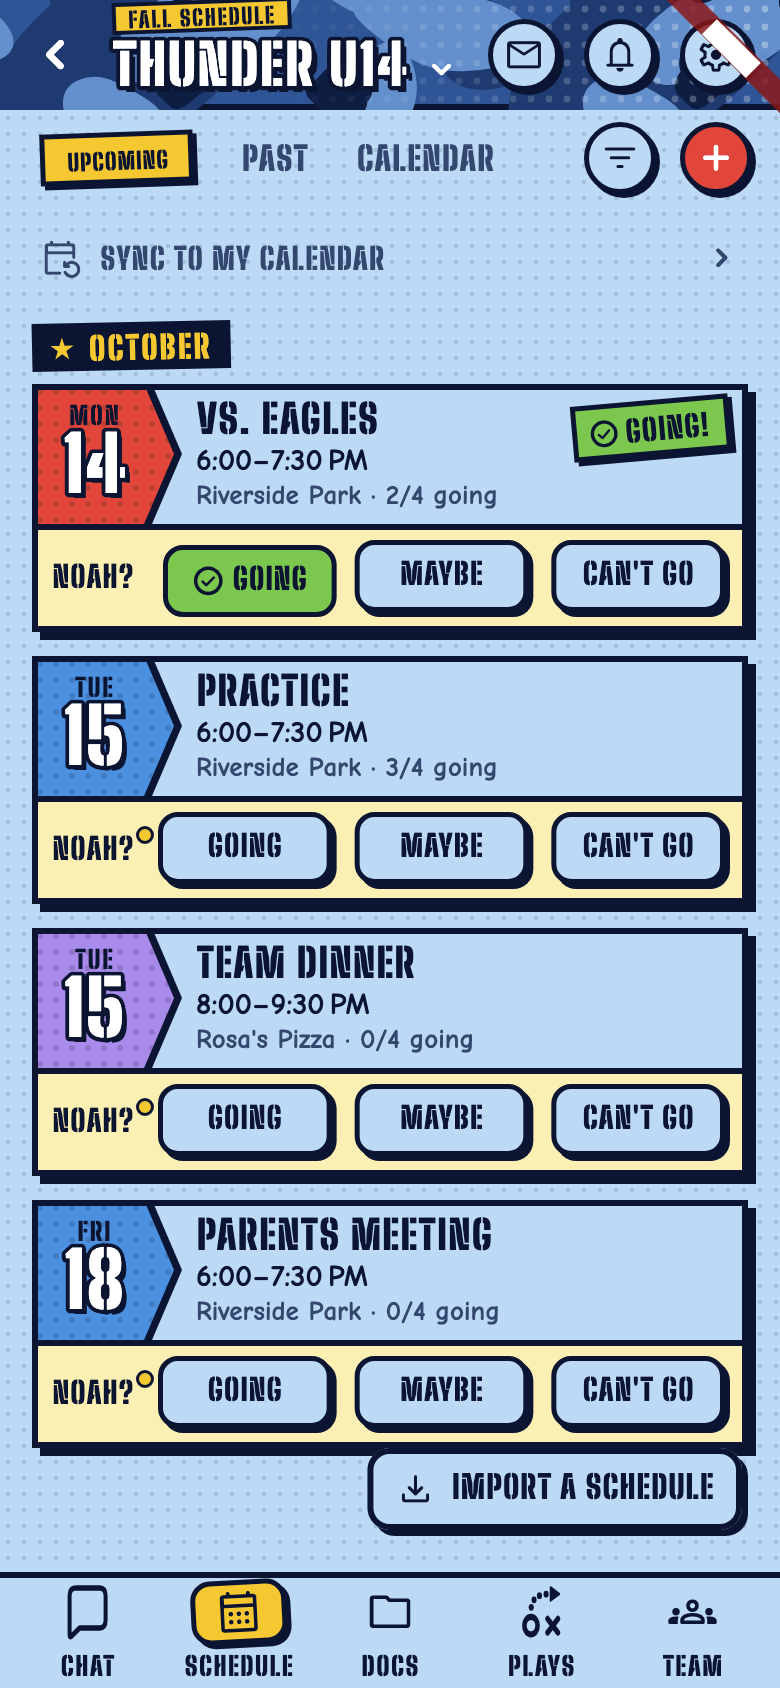 FALL SCHEDULE
THUNDER U14
UPCOMING PAST CALENDAR
SYNC TO MY CALENDAR
★ OCTOBER
MON
14
VS. EAGLES
6:00–7:30 PM
Riverside Park · 2/4 going
GOING!
NOAH? GOING MAYBE CAN'T GO
TUE
15
PRACTICE
6:00–7:30 PM
Riverside Park · 3/4 going
NOAH? GOING MAYBE CAN'T GO
TUE
15
TEAM DINNER
8:00–9:30 PM
Rosa's Pizza · 0/4 going
NOAH? GOING MAYBE CAN'T GO
FRI
18
PARENTS MEETING
6:00–7:30 PM
Riverside Park · 0/4 going
NOAH? GOING MAYBE CAN'T GO
IMPORT A SCHEDULE
CHAT SCHEDULE DOCS PLAYS TEAM